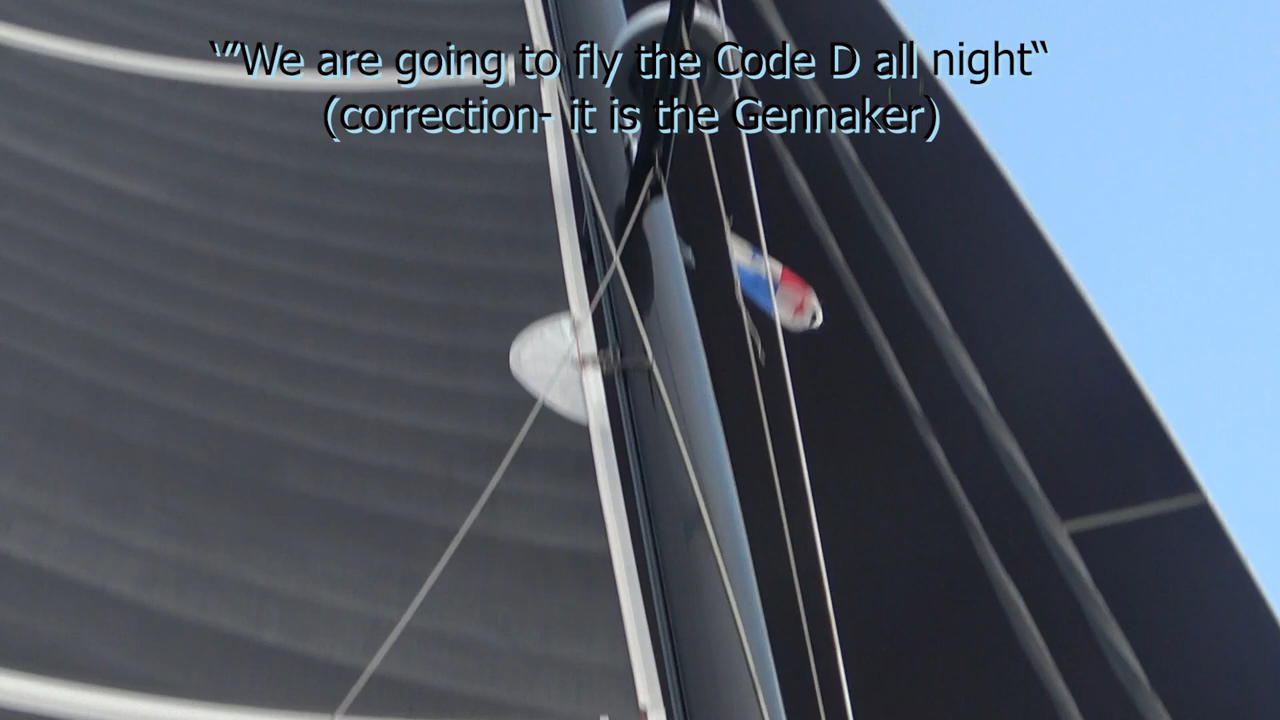 ‘”We are going to fly the Code D all night“
(correction- it is the Gennaker)